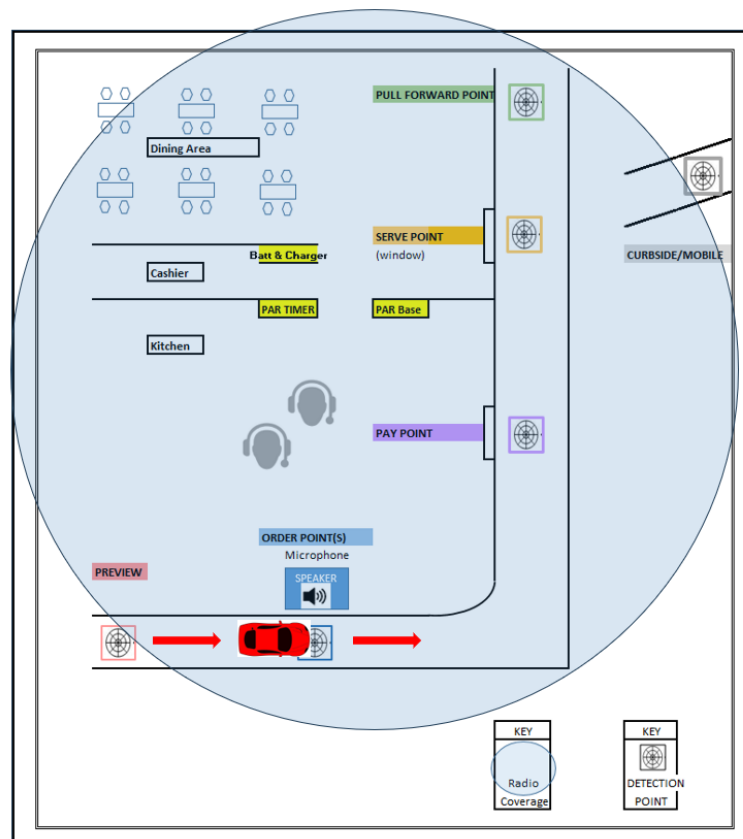 PULL FORWARD POINT
Dining Area
SERVE POINT
(window)
Batt & Charger
CURBSIDE/MOBILE
Cashier
PAR TIMER
PAR Base
Kitchen
PAY POINT
ORDER POINT(S)
Microphone
PREVIEW
SPEAKER
KEY
Radio
Coverage
KEY
DETECTION
POINT